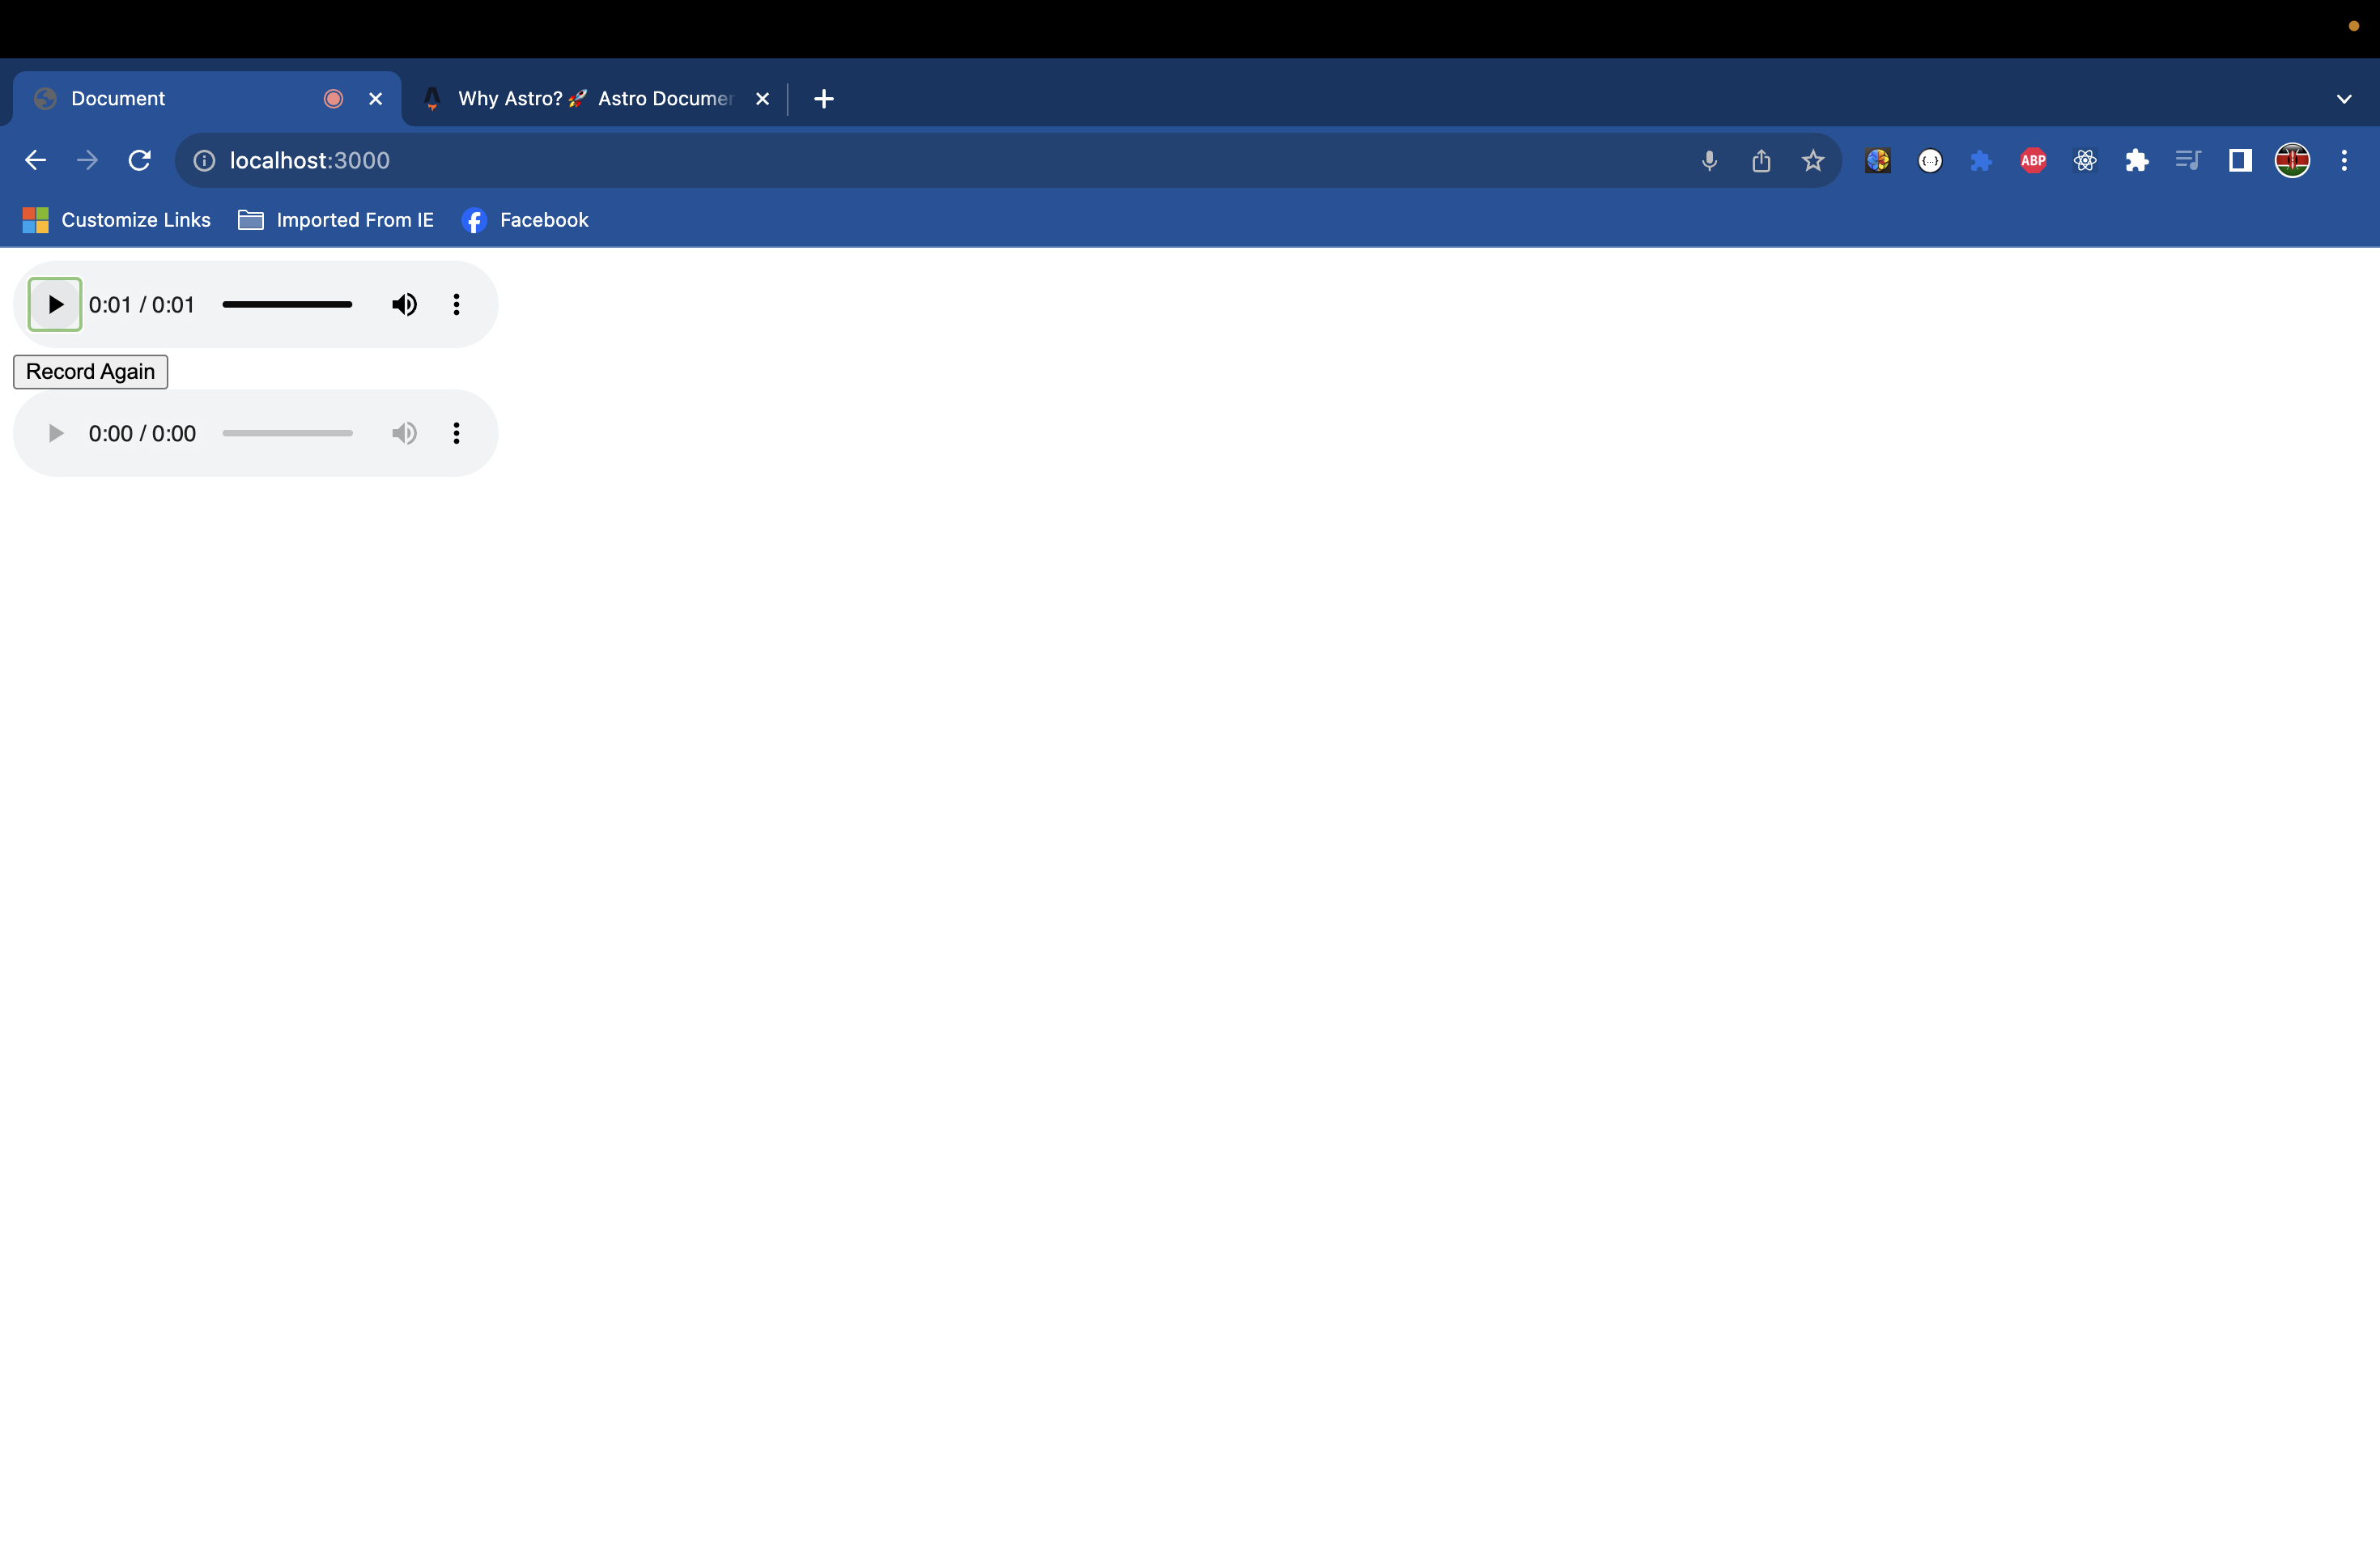 Document
Why Astro? 🚀 Astro Documen
localhost:3000
{...}
ABP
Customize Links
Imported From IE
Facebook
0:01 / 0:01
Record Again
0:00 / 0:00